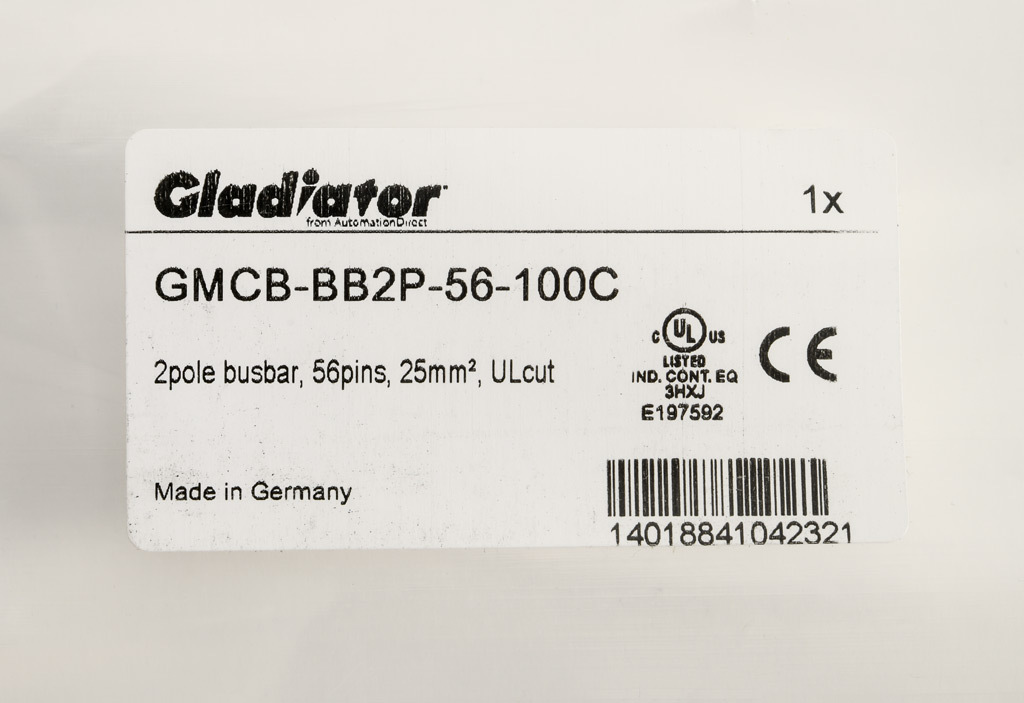 Gladiator
from AutomationDirect
1x
GMCB-BB2P-56-100C
2pole busbar, 56pins, 25mm², ULcut
C UL US
LISTED
IND. CONT. EQ
3HXJ
E197592
CE
Made in Germany
14018841042321